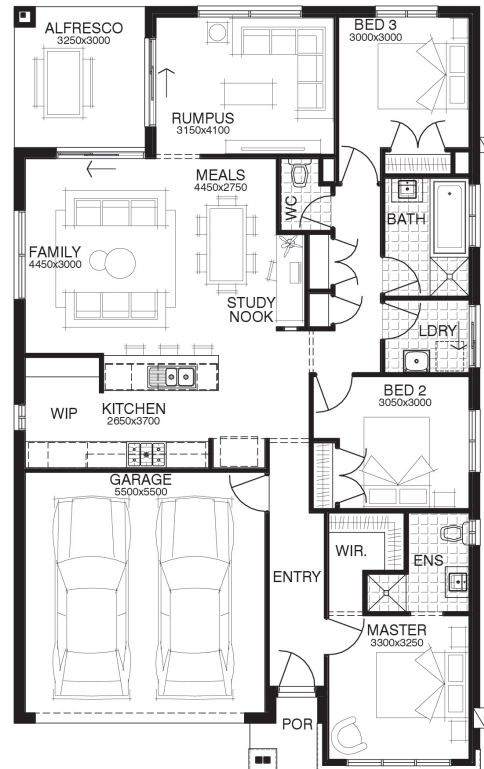 ALFRESCO
3250x3000
RUMPUS
3150x4100
BED 3
3000x3000
MEALS
4450x2750
WC
BATH
FAMILY
4450x3000
STUDY
NOOK
LDRY
WIP
KITCHEN
2650x3700
BED 2
3050x3000
GARAGE
5500x5500
ENTRY
WIR.
ENS
MASTER
3300x3250
POR